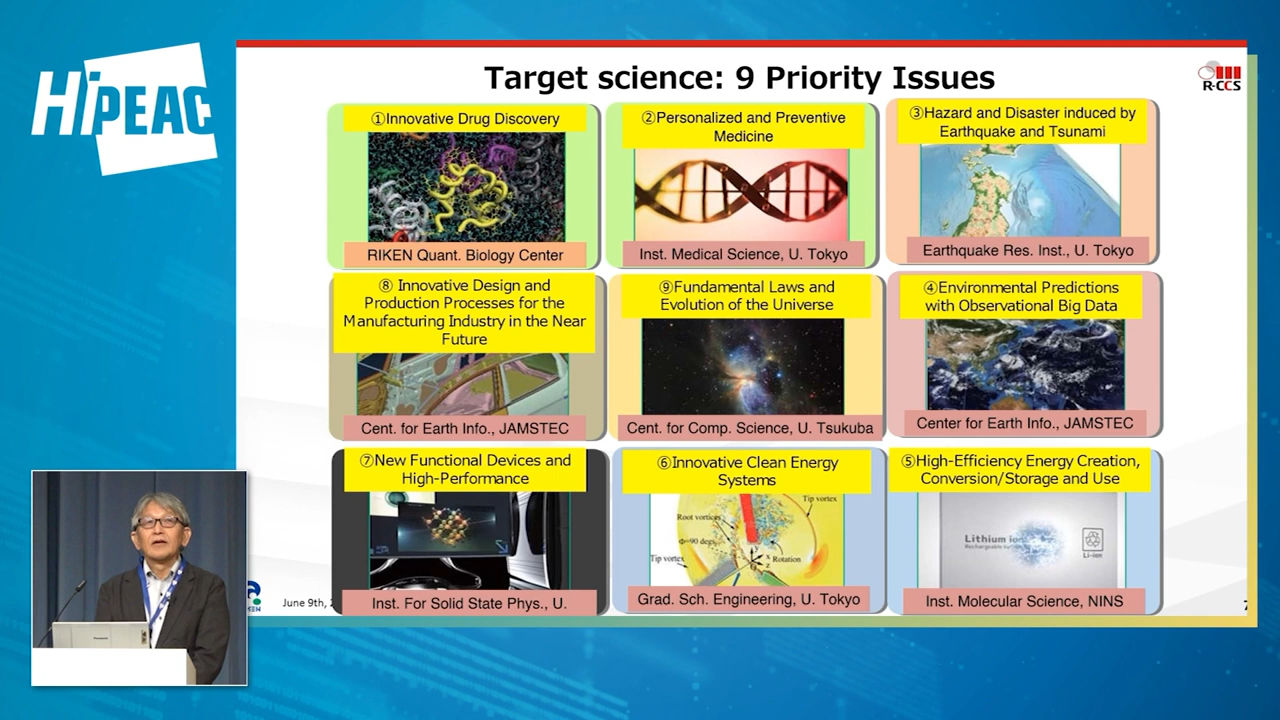 HiPEAC
Target science: 9 Priority Issues
R-CCS
①Innovative Drug Discovery
RIKEN Quant. Biology Center
②Personalized and Preventive
Medicine
Inst. Medical Science, U. Tokyo
③Hazard and Disaster induced by
Earthquake and Tsunami
Earthquake Res. Inst., U. Tokyo
⑧ Innovative Design and
Production Processes for the
Manufacturing Industry in the Near
Future
Cent. for Earth Info., JAMSTEC
⑨Fundamental Laws and
Evolution of the Universe
Cent. for Comp. Science, U. Tsukuba
④Environmental Predictions
with Observational Big Data
Center for Earth Info., JAMSTEC
⑦New Functional Devices and
High-Performance
Inst. For Solid State Phys., U.
⑥Innovative Clean Energy
Systems
Tip vortex
Root vortices
Φ=90 degs
Tip vortex
x
Rotation
z
Grad. Sch. Engineering, U. Tokyo
⑤High-Efficiency Energy Creation,
Conversion/Storage and Use
Lithium ion
Li-ion
Inst. Molecular Science, NINS
June 9th,
7
Panasonic